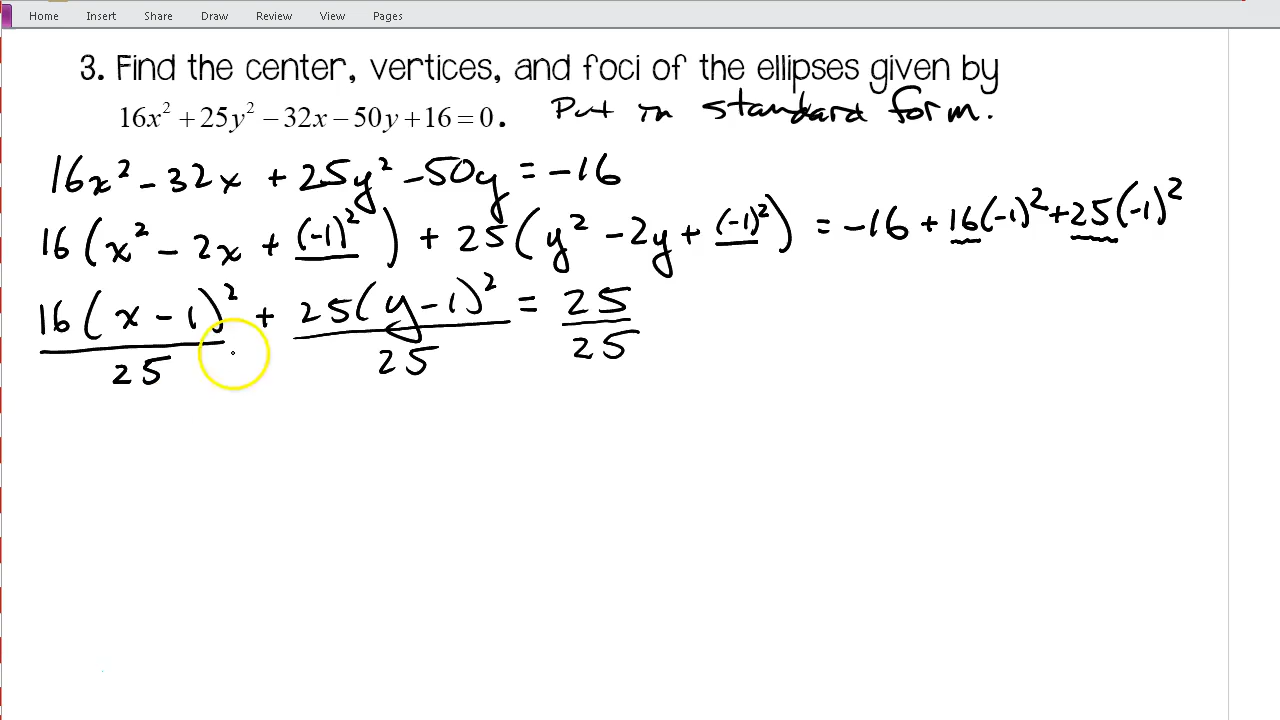 Home Insert Share Draw Review View Pages
3. Find the center, vertices, and foci of the ellipses given by
16x² + 25y² − 32x − 50y + 16 = 0. Put in standard form.
16x² - 32x + 25y² - 50y = -16
16(x² - 2x + (-1)²) + 25(y² - 2y + (-1)²) = -16 + 16(-1)² + 25(-1)²
16(x - 1)²/25 + 25(y - 1)²/25 = 25/25